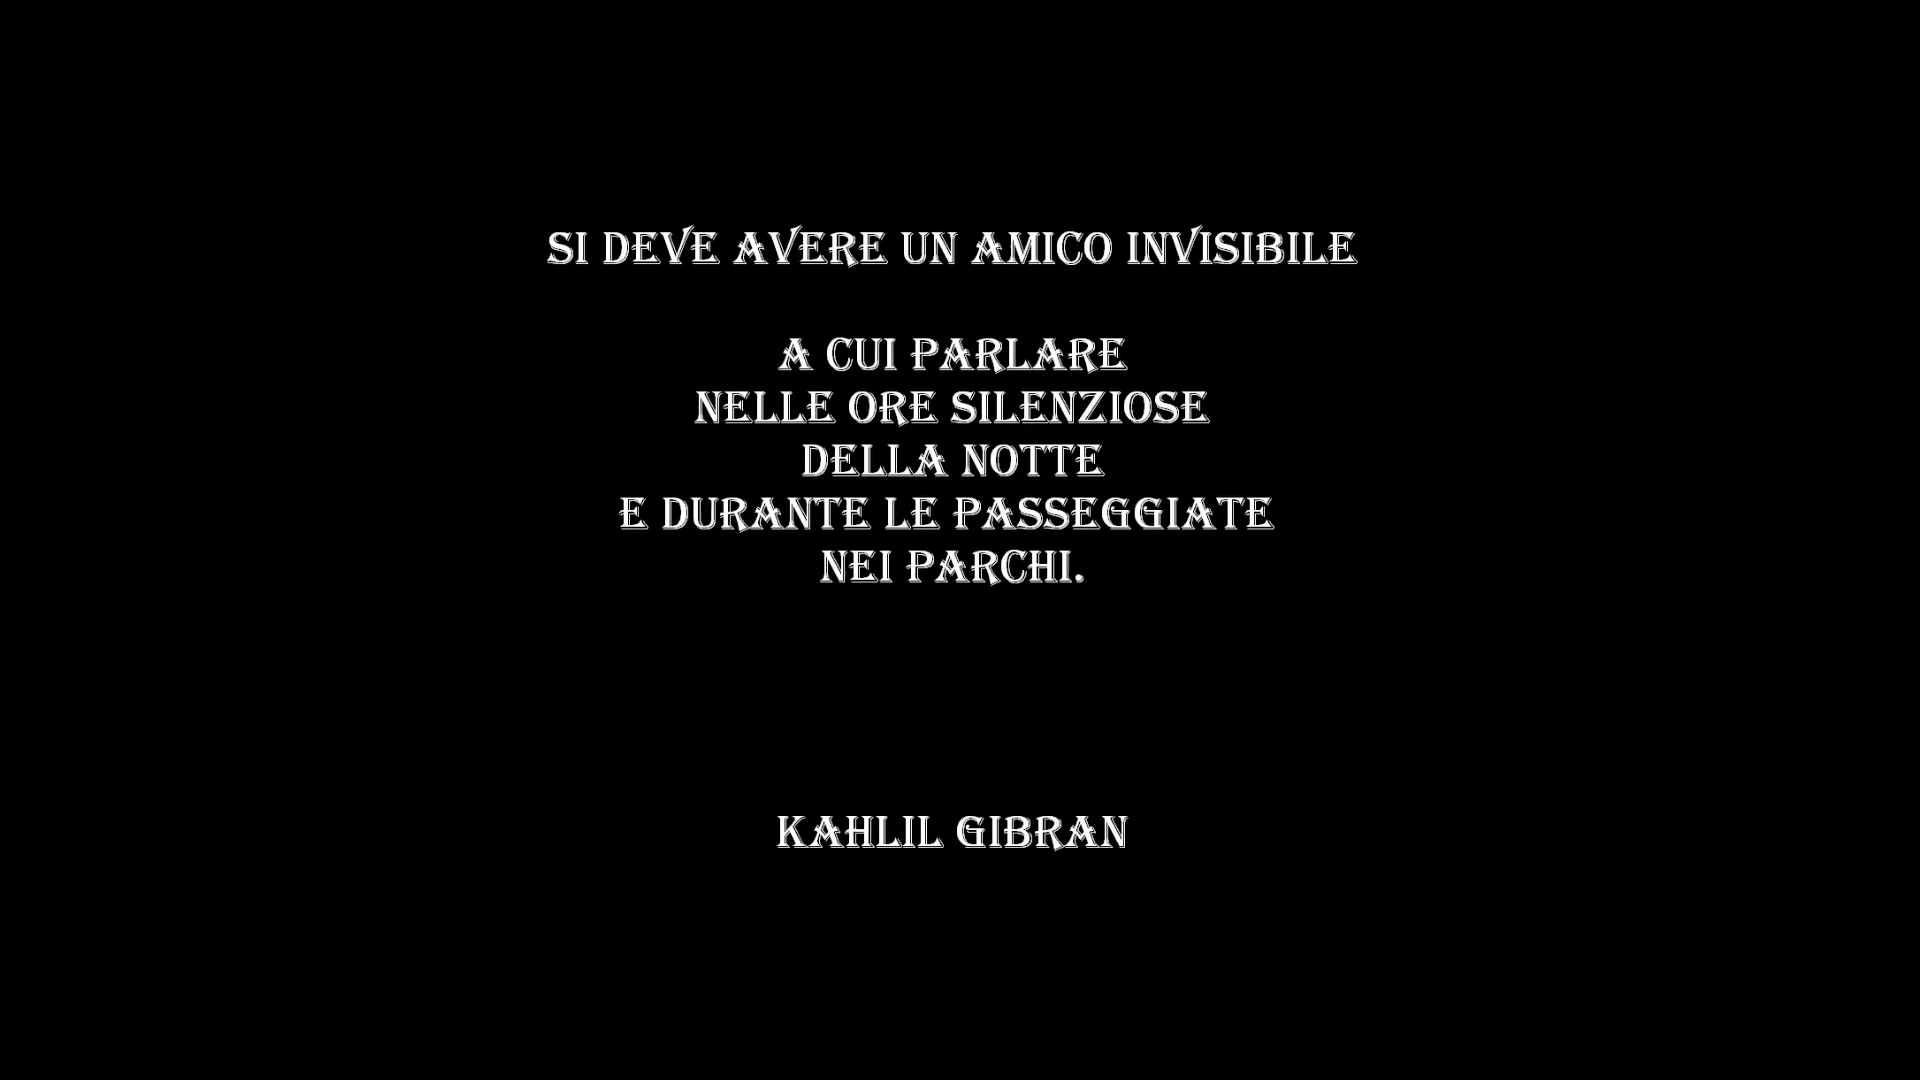 SI DEVE AVERE UN AMICO INVISIBILE
A CUI PARLARE
NELLE ORE SILENZIOSE
DELLA NOTTE
E DURANTE LE PASSEGGIATE
NEI PARCHI.
KAHLIL GIBRAN